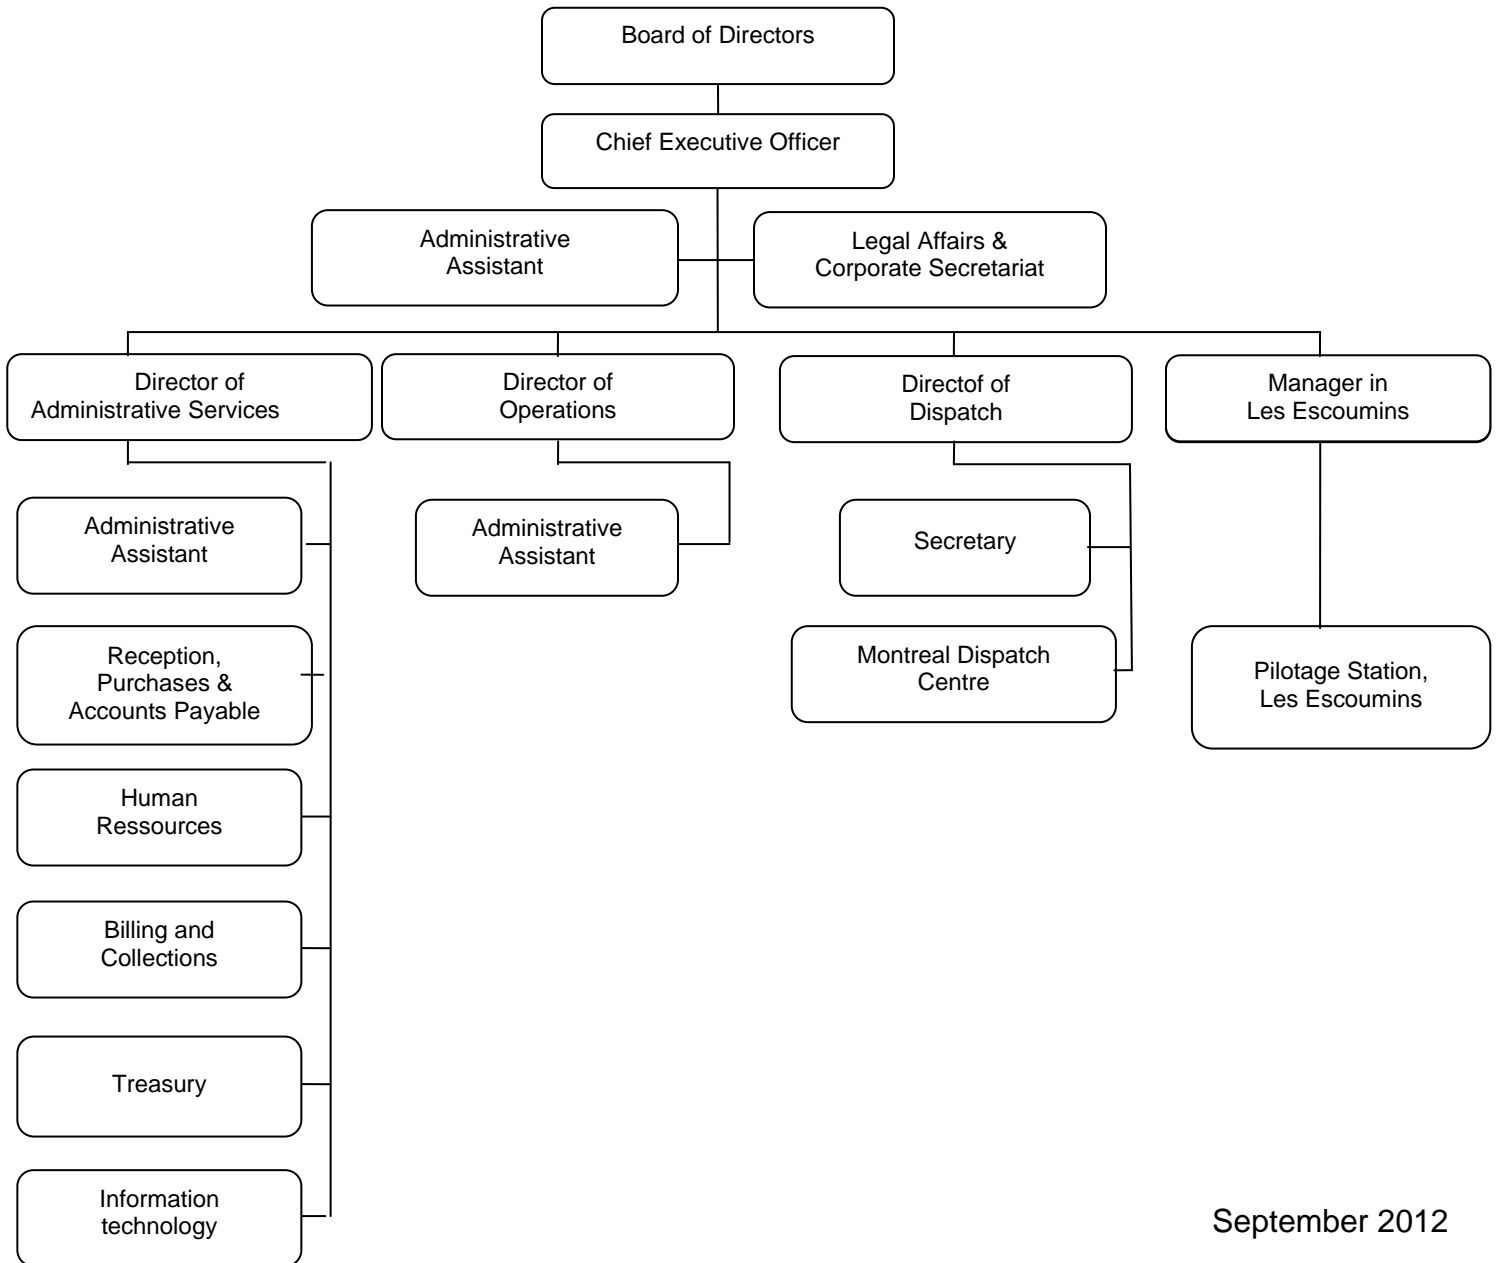 Board of Directors
Chief Executive Officer
Administrative
Assistant
Legal Affairs &
Corporate Secretariat
Director of
Administrative Services
Director of
Operations
Directof of
Dispatch
Manager in
Les Escoumins
Administrative
Assistant
Administrative
Assistant
Secretary
Reception,
Purchases &
Accounts Payable
Montreal Dispatch
Centre
Pilotage Station,
Les Escoumins
Human
Ressources
Billing and
Collections
Treasury
Information
technology
September 2012